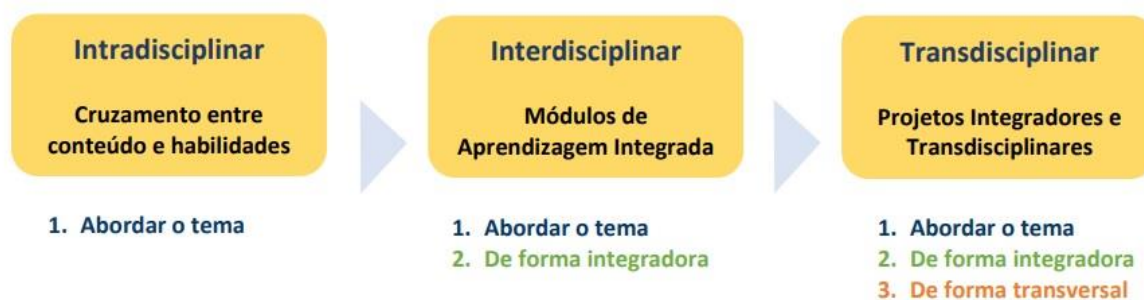 Intradisciplinar
Cruzamento entre
conteúdo e habilidades
1. Abordar o tema
Interdisciplinar
Módulos de
Aprendizagem Integrada
1. Abordar o tema
2. De forma integradora
Transdisciplinar
Projetos Integradores e
Transdisciplinares
1. Abordar o tema
2. De forma integradora
3. De forma transversal